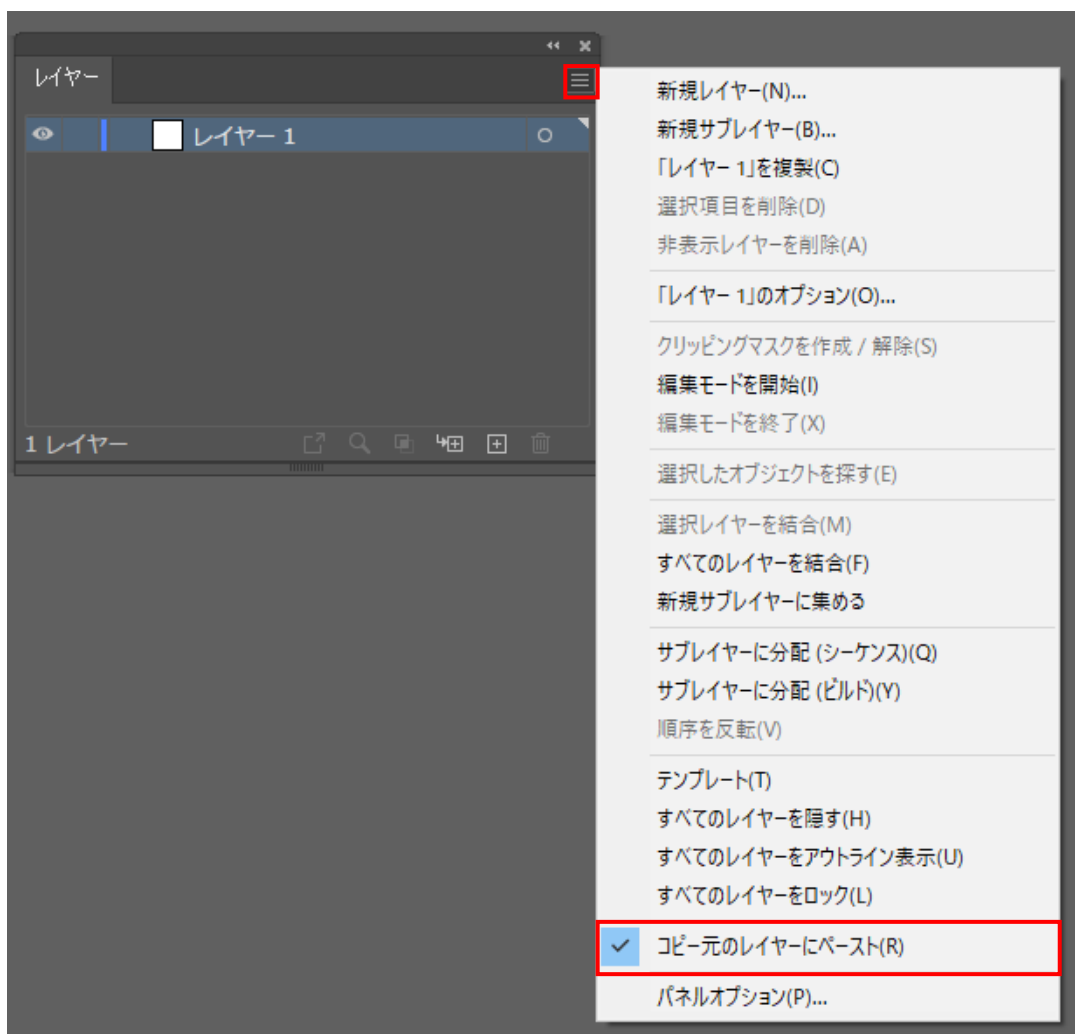 レイヤー
レイヤー 1
1 レイヤー
新規レイヤー(N)...
新規サブレイヤー(B)...
「レイヤー 1」を複製(C)
選択項目を削除(D)
非表示レイヤーを削除(A)
「レイヤー 1」のオプション(O)...
クリッピングマスクを作成 / 解除(S)
編集モードを開始(I)
編集モードを終了(X)
選択したオブジェクトを探す(E)
選択レイヤーを結合(M)
すべてのレイヤーを結合(F)
新規サブレイヤーに集める
サブレイヤーに分配 (シーケンス)(Q)
サブレイヤーに分配 (ビルド)(Y)
順序を反転(V)
テンプレート(T)
すべてのレイヤーを隠す(H)
すべてのレイヤーをアウトライン表示(U)
すべてのレイヤーをロック(L)
コピー元のレイヤーにペースト(R)
パネルオプション(P)...